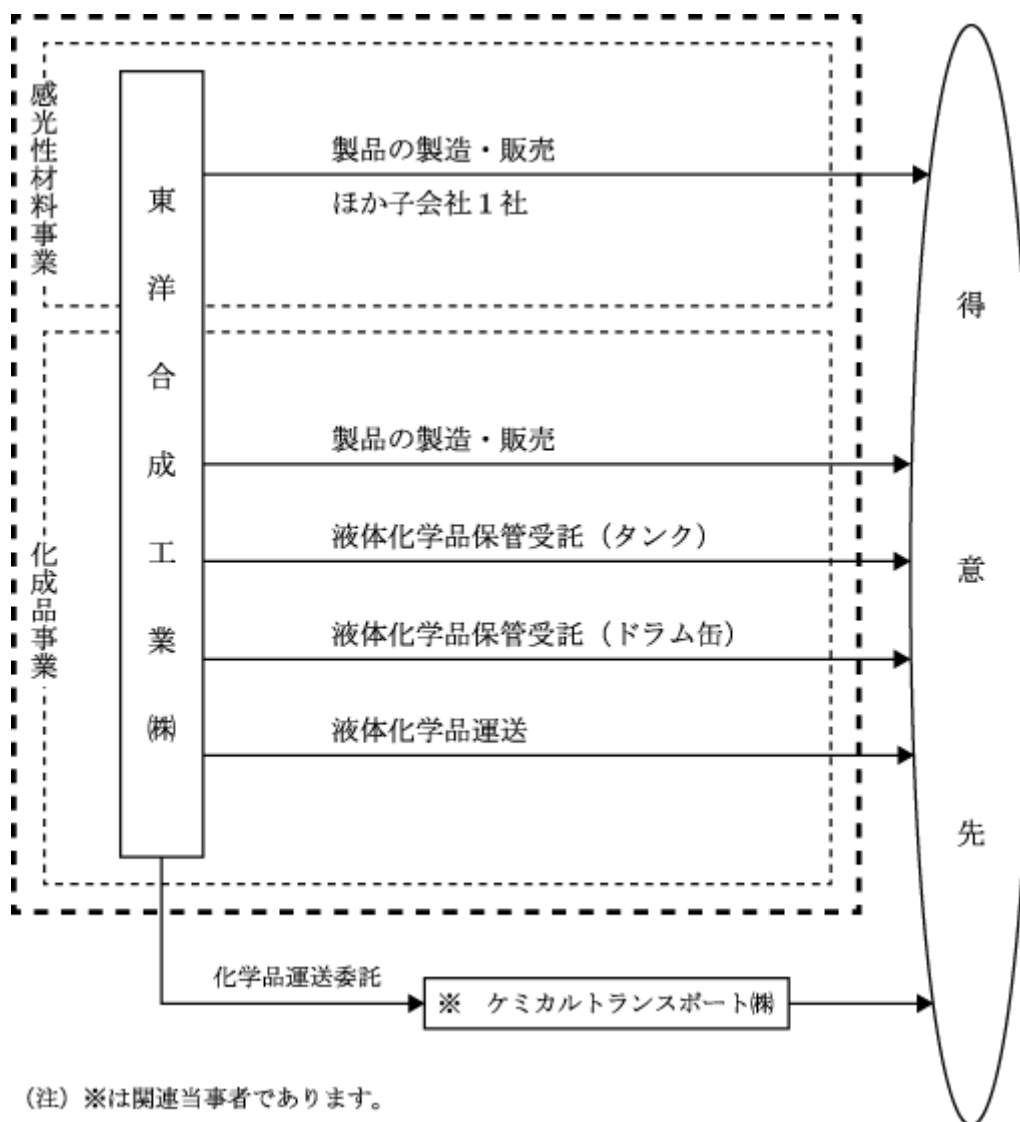 感光性材料事業
東洋合成工業㈱
製品の製造・販売
ほか子会社１社
化成品事業
製品の製造・販売
液体化学品保管受託（タンク）
液体化学品保管受託（ドラム缶）
液体化学品運送
得意先
化学品運送委託
※　ケミカルトランスポート㈱
（注）※は関連当事者であります。